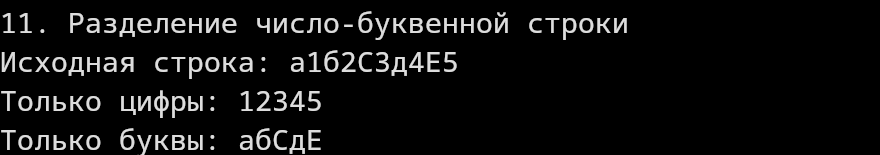 11. Разделение число-буквенной строки
Исходная строка: а1б2С3д4Е5
Только цифры: 12345
Только буквы: абСдЕ